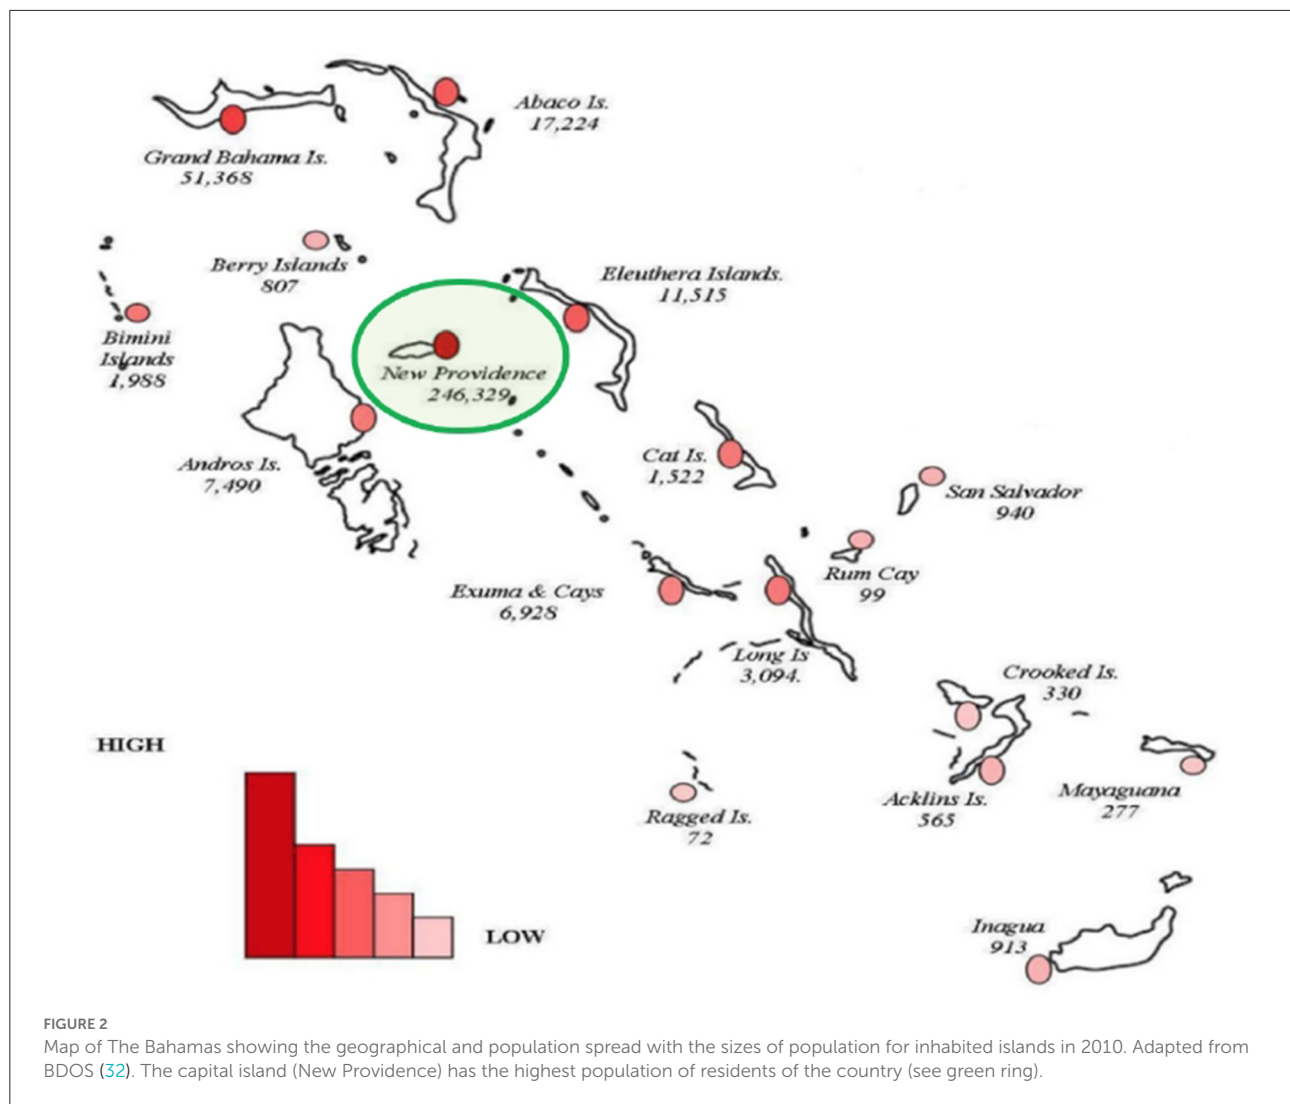 Abaco Is.
17,224
Grand Bahama Is.
51,368
Berry Islands
807
Eleuthera Islands.
11,515
Bimini
Islands
1,988
New Providence
246,329
Andros Is.
7,490
Cat Is.
1,522
San Salvador
940
Rum Cay
99
Exuma & Cays
6,928
Long Is
3,094.
Crooked Is.
330
Ragged Is.
72
Acklins Is.
565
Mayaguana
277
Inagua
913
HIGH
LOW
FIGURE 2
Map of The Bahamas showing the geographical and population spread with the sizes of population for inhabited islands in 2010. Adapted from
BDOS (32). The capital island (New Providence) has the highest population of residents of the country (see green ring).